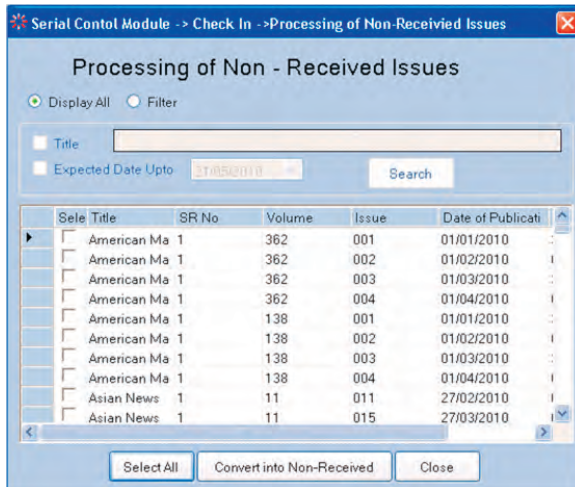 Serial Contol Module -> Check In ->Processing of Non-Receivied Issues
Processing of Non - Received Issues
Display All Filter
Title
Expected Date Upto 27/05/2010 Search
Sele Title SR No Volume Issue Date of Publicati
American Ma 1 362 001 01/01/2010
American Ma 1 362 002 01/02/2010
American Ma 1 362 003 01/03/2010
American Ma 1 362 004 01/04/2010
American Ma 1 138 001 01/01/2010
American Ma 1 138 002 01/02/2010
American Ma 1 138 003 01/03/2010
American Ma 1 138 004 01/04/2010
Asian News 1 11 011 27/02/2010
Asian News 1 11 015 27/03/2010
Select All Convert into Non-Received Close